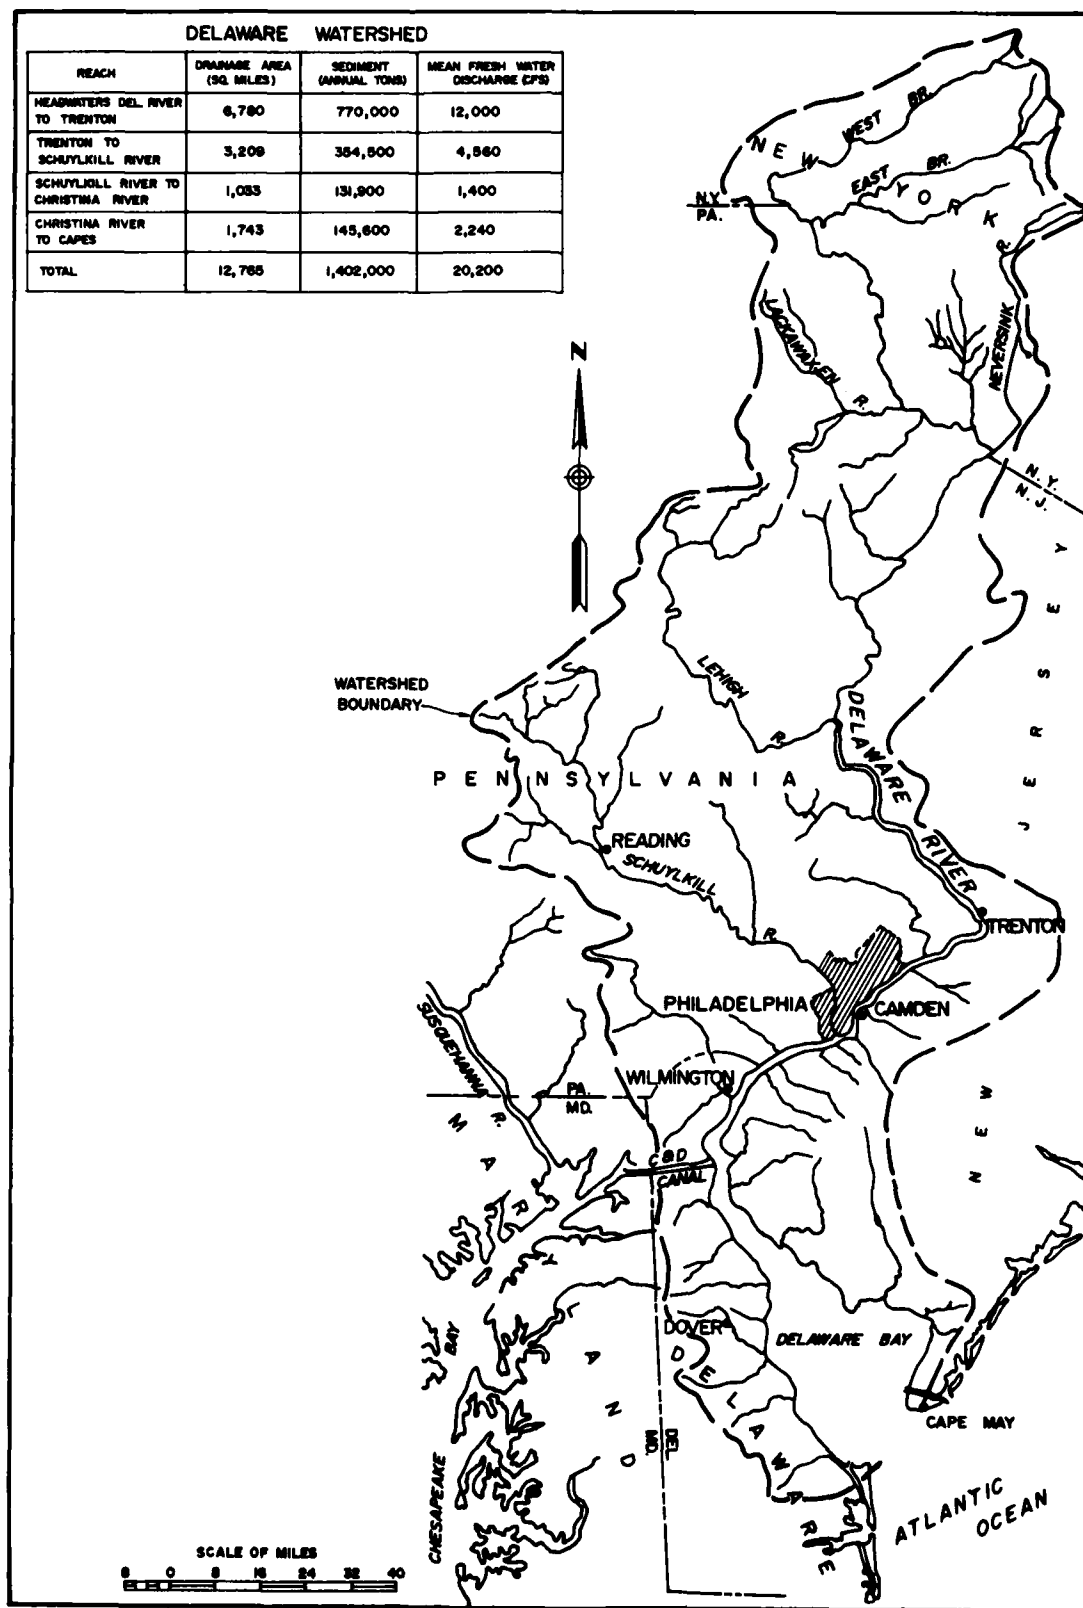 DELAWARE WATERSHED
REACH DRAINAGE AREA (SQ. MILES) SEDIMENT (ANNUAL TONS) MEAN FRESH WATER DISCHARGE (CFS)
HEADWATERS DEL. RIVER TO TRENTON 6,780 770,000 12,000
TRENTON TO SCHUYLKILL RIVER 3,209 354,500 4,560
SCHUYLKILL RIVER TO CHRISTINA RIVER 1,033 131,900 1,400
CHRISTINA RIVER TO CAPES 1,743 145,600 2,240
TOTAL 12,765 1,402,000 20,200
NEW YORK
WEST BR.
EAST BR.
N.Y.
PA.
LACKAWAXEN R.
NEVERSINK R.
N
N.Y.
N.J.
NEW JERSEY
LEHIGH R.
WATERSHED
BOUNDARY
DELAWARE RIVER
PENNSYLVANIA
READING
SCHUYLKILL R.
TRENTON
PHILADELPHIA
CAMDEN
SUSQUEHANNA R.
WILMINGTON
PA.
MD.
MARYLAND
C & D
CANAL
DOVER
DELAWARE BAY
DELAWARE
CAPE MAY
DEL
MD.
CHESAPEAKE BAY
ATLANTIC
OCEAN
SCALE OF MILES
8 0 8 16 24 32 40